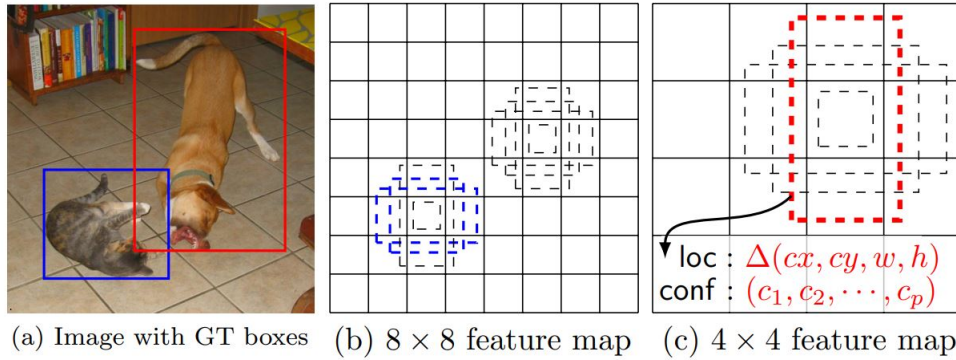 loc : Δ(cx, cy, w, h)
conf : (c₁, c₂, ⋯, cₚ)
(a) Image with GT boxes
(b) 8 × 8 feature map
(c) 4 × 4 feature map